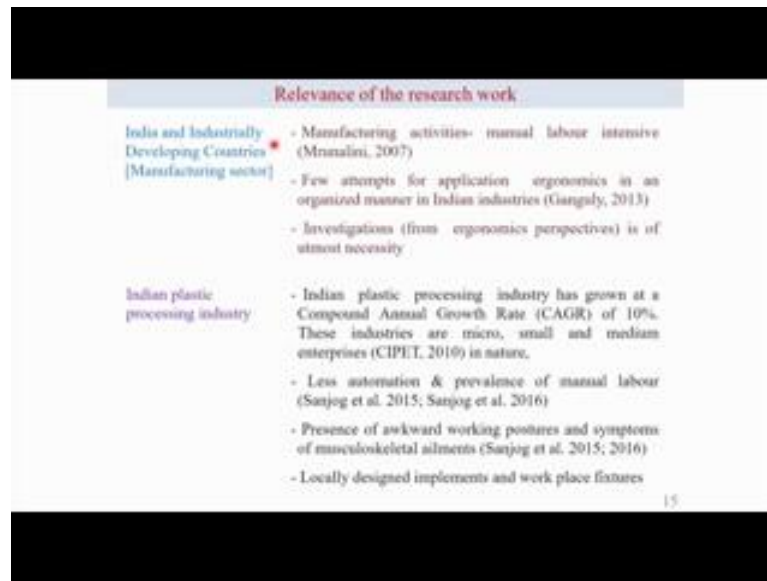 Relevance of the research work
India and Industrially
Developing Countries
[Manufacturing sector]
- Manufacturing activities- manual labour intensive
(Mrunalini, 2007)
- Few attempts for application ergonomics in an
organized manner in Indian industries (Ganguly, 2013)
- Investigations (from ergonomics perspectives) is of
utmost necessity
Indian plastic
processing industry
- Indian plastic processing industry has grown at a
Compound Annual Growth Rate (CAGR) of 10%.
These industries are micro, small and medium
enterprises (CIPET, 2010) in nature,
- Less automation & prevalence of manual labour
(Sanjog et al. 2015; Sanjog et al. 2016)
- Presence of awkward working postures and symptoms
of musculoskeletal ailments (Sanjog et al. 2015; 2016)
- Locally designed implements and work place fixtures
15